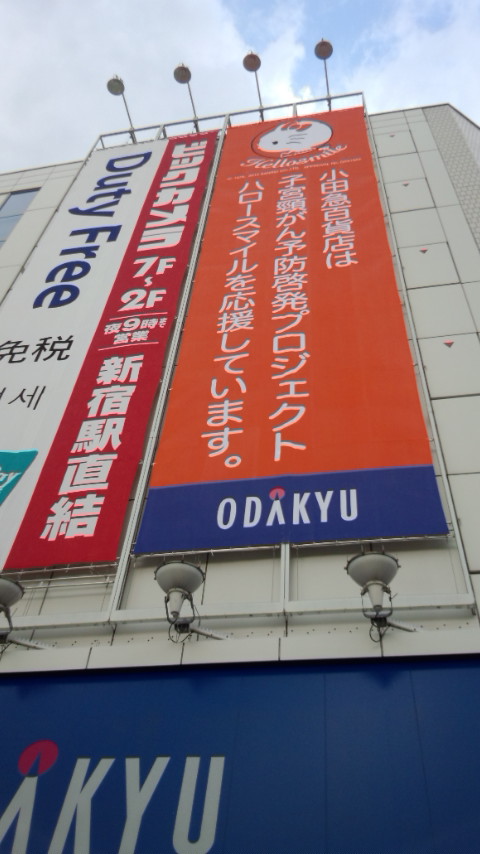 Duty Free
免税
ビックカメラ
7F～2F
夜9時まで営業
新宿駅直結
Hellosmile
小田急百貨店は
子宮頸がん予防啓発プロジェクト
ハロースマイルを応援しています。
ODAKYU
AKYU